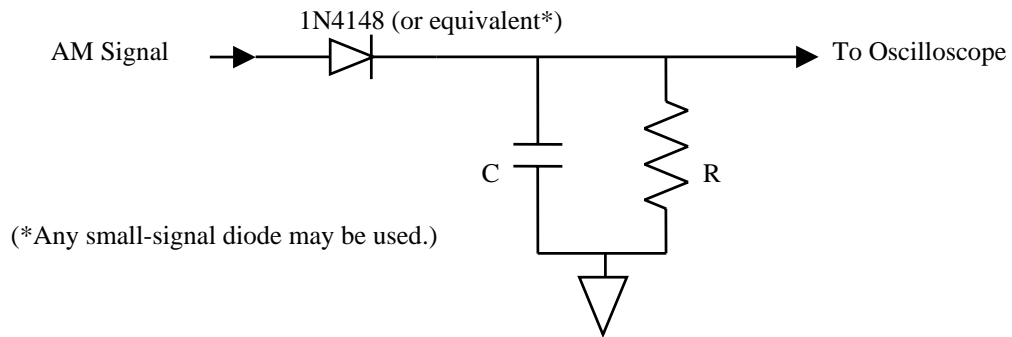 1N4148 (or equivalent*)
AM Signal
To Oscilloscope
C
R
(*Any small-signal diode may be used.)